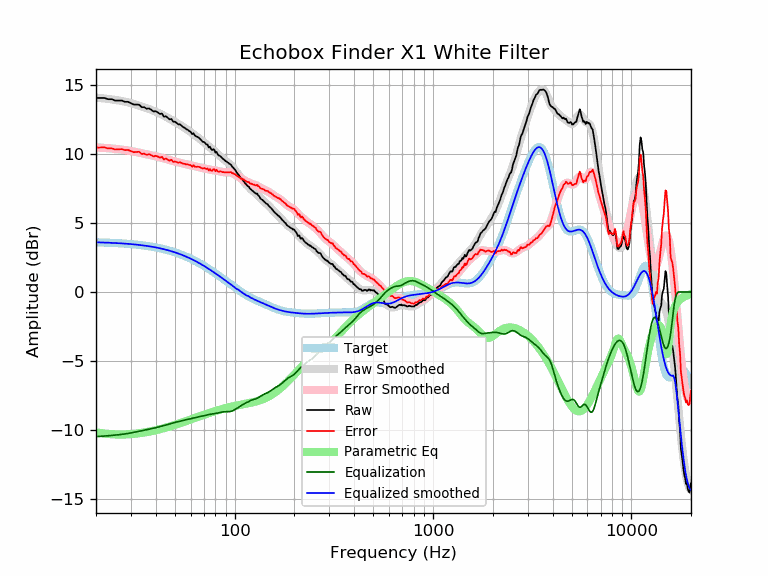 Echobox Finder X1 White Filter
15
10
5
0
−5
−10
−15
Amplitude (dBr)
Target
Raw Smoothed
Error Smoothed
Raw
Error
Parametric Eq
Equalization
Equalized smoothed
100
1000
10000
Frequency (Hz)